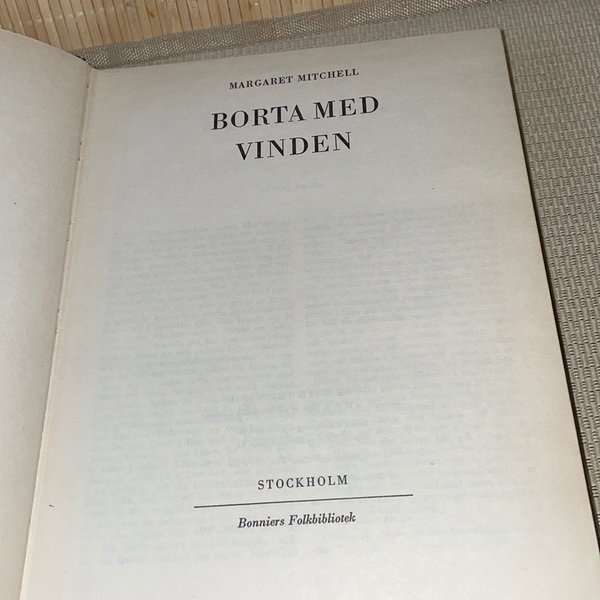 MARGARET MITCHELL
BORTA MED
VINDEN
STOCKHOLM
Bonniers Folkbibliotek